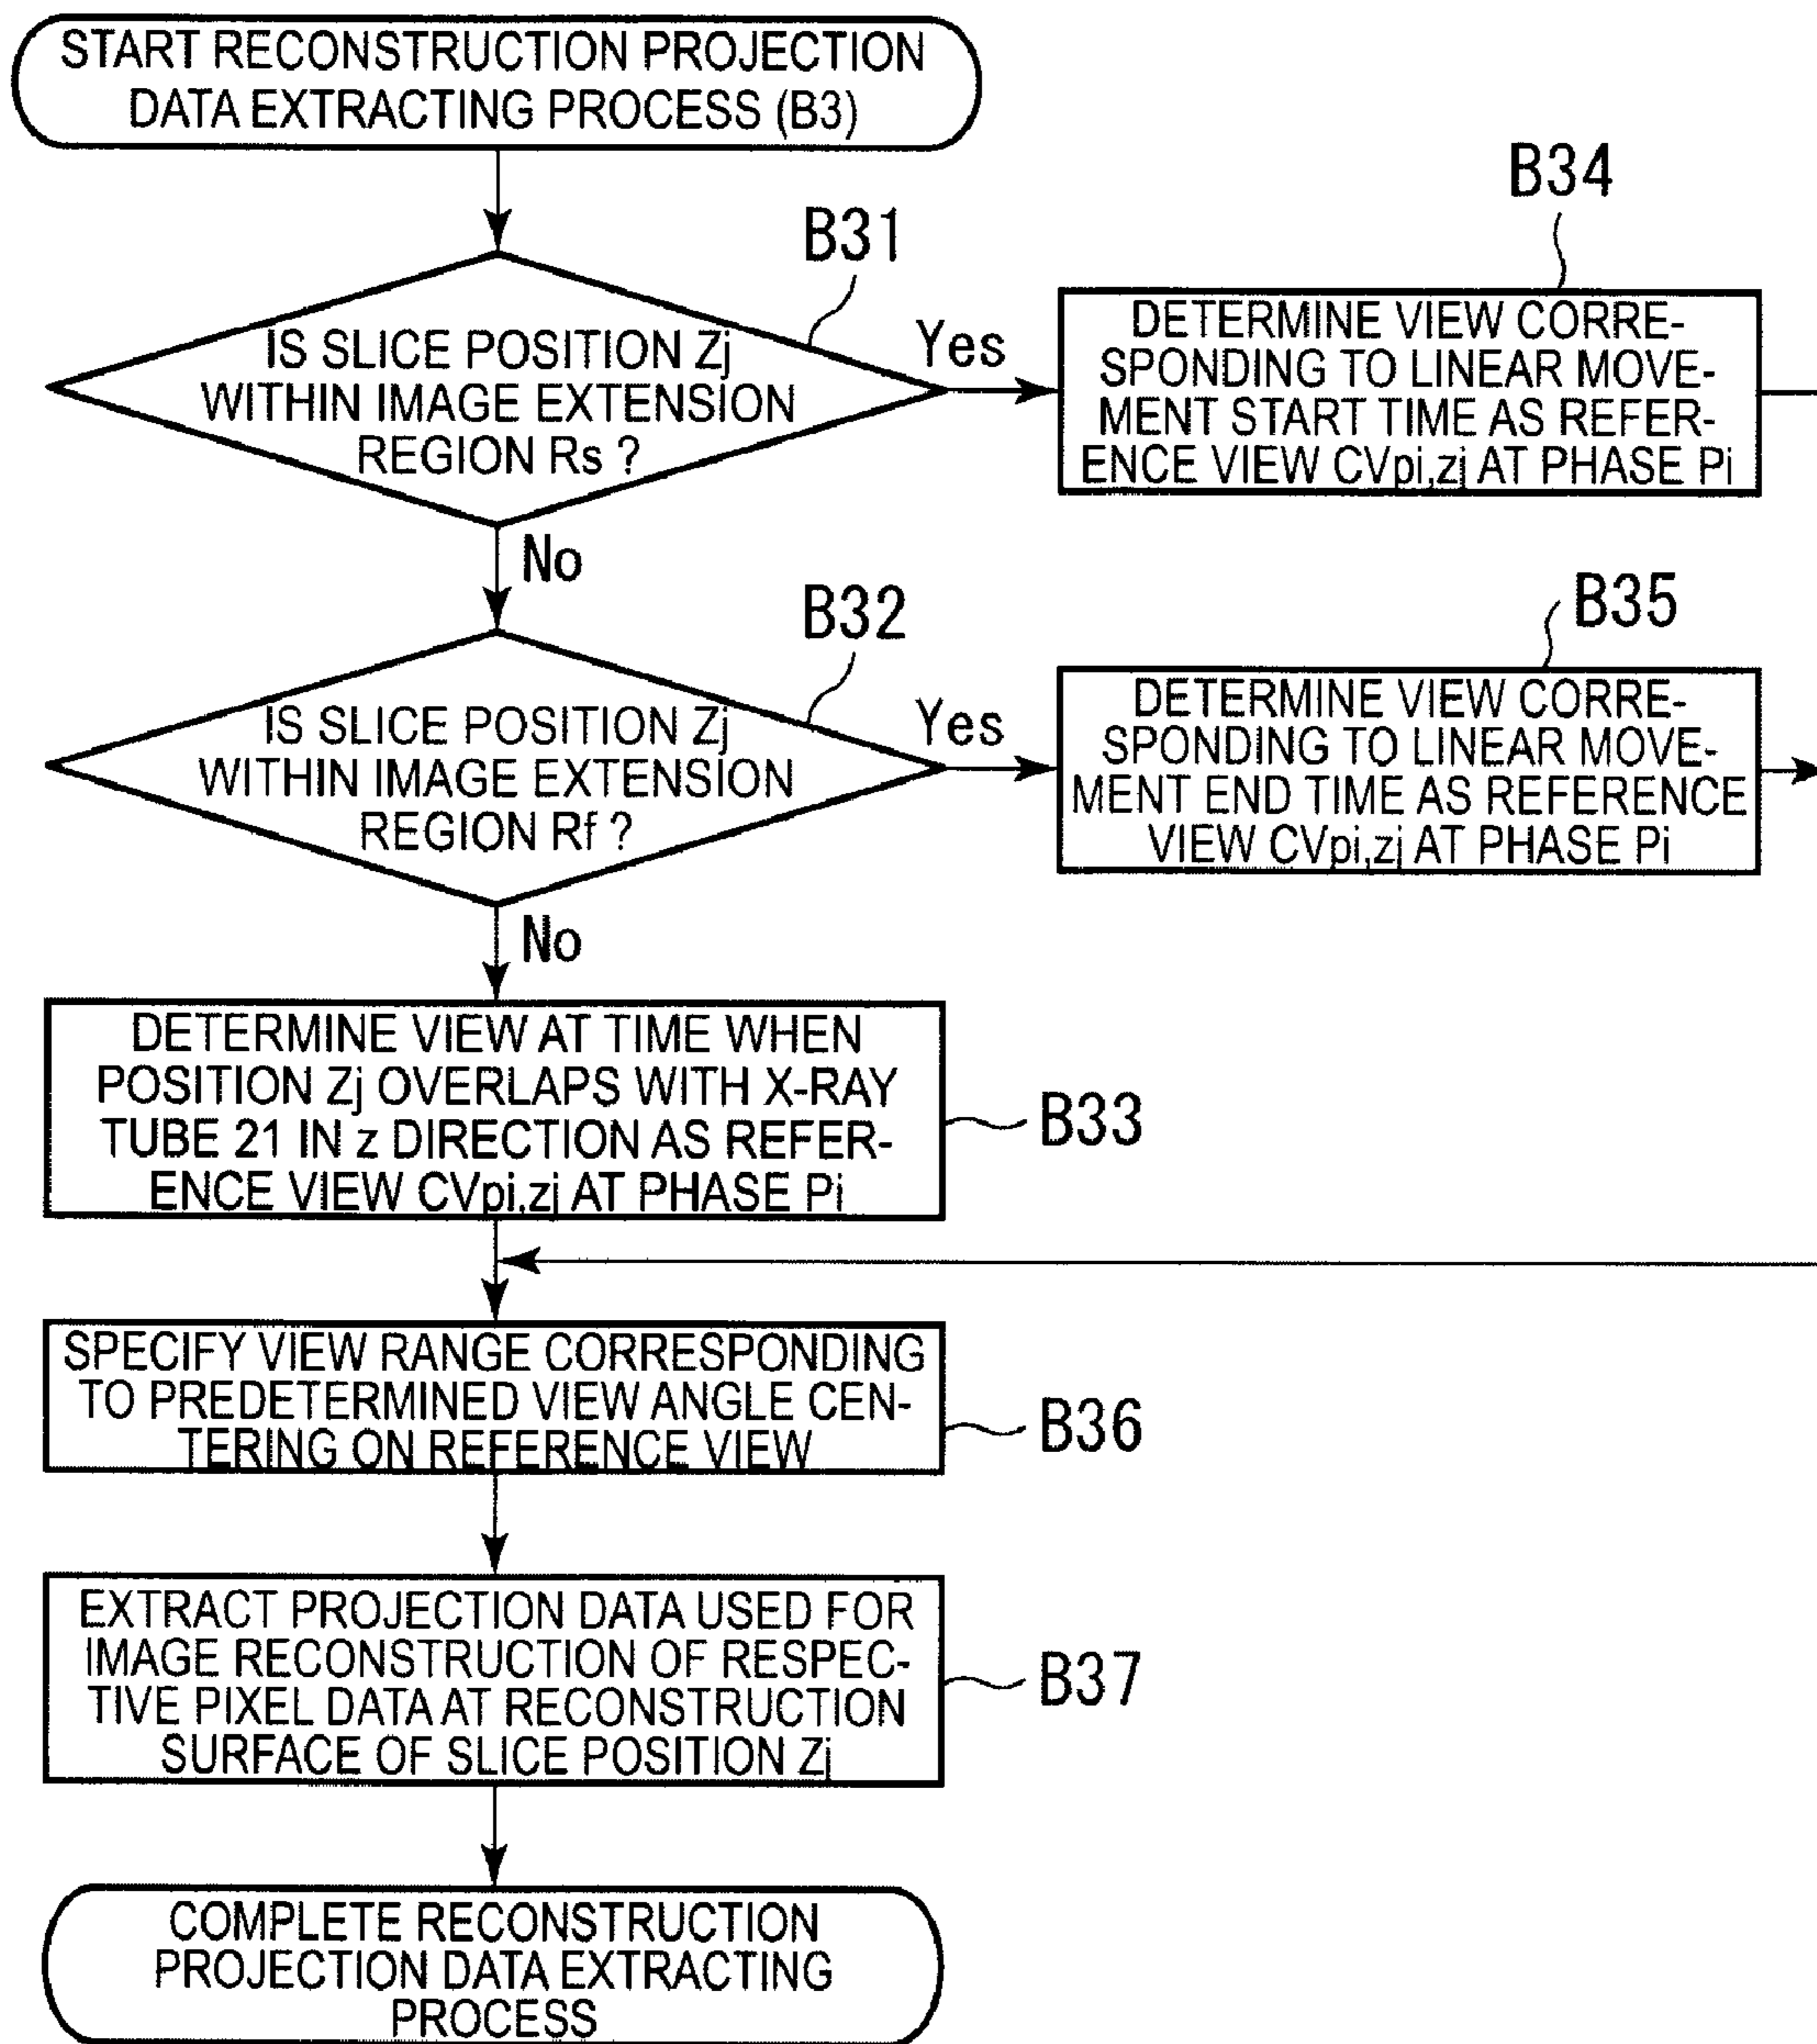 START RECONSTRUCTION PROJECTION
DATA EXTRACTING PROCESS (B3)
B31
IS SLICE POSITION Zj
WITHIN IMAGE EXTENSION
REGION Rs ?
Yes
B34
DETERMINE VIEW CORRE-
SPONDING TO LINEAR MOVE-
MENT START TIME AS REFER-
ENCE VIEW CVpi,zj AT PHASE Pi
No
B32
IS SLICE POSITION Zj
WITHIN IMAGE EXTENSION
REGION Rf ?
Yes
B35
DETERMINE VIEW CORRE-
SPONDING TO LINEAR MOVE-
MENT END TIME AS REFERENCE
VIEW CVpi,zj AT PHASE Pi
No
DETERMINE VIEW AT TIME WHEN
POSITION Zj OVERLAPS WITH X-RAY
TUBE 21 IN z DIRECTION AS REFER-
ENCE VIEW CVpi,zj AT PHASE Pi
B33
SPECIFY VIEW RANGE CORRESPONDING
TO PREDETERMINED VIEW ANGLE CEN-
TERING ON REFERENCE VIEW
B36
EXTRACT PROJECTION DATA USED FOR
IMAGE RECONSTRUCTION OF RESPEC-
TIVE PIXEL DATA AT RECONSTRUCTION
SURFACE OF SLICE POSITION Zj
B37
COMPLETE RECONSTRUCTION
PROJECTION DATA EXTRACTING
PROCESS